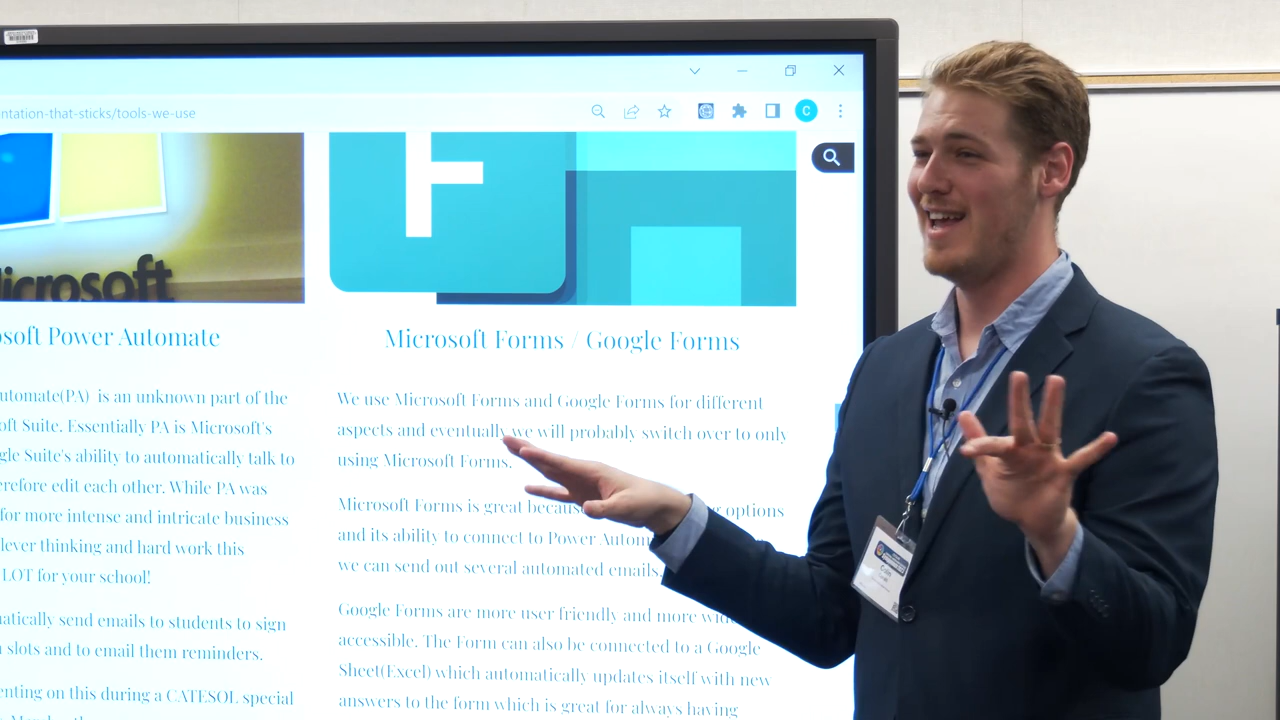 ntation-that-sticks/tools-we-use
C
F
icrosoft
osoft Power Automate
utomate(PA) is an unknown part of the
oft Suite. Essentially PA is Microsoft's
gle Suite's ability to automatically talk to
erefore edit each other. While PA was
for more intense and intricate business
lever thinking and hard work this
LOT for your school!
atically send emails to students to sign
slots and to email them reminders.
enting on this during a CATESOL special
Microsoft Forms / Google Forms
We use Microsoft Forms and Google Forms for different
aspects and eventually we will probably switch over to only
using Microsoft Forms.
Microsoft Forms is great becaus g options
and its ability to connect to Power Autom
we can send out several automated emails.
Google Forms are more user friendly and more wid
accessible. The Form can also be connected to a Google
Sheet(Excel) which automatically updates itself with new
answers to the form which is great for always having
Colin